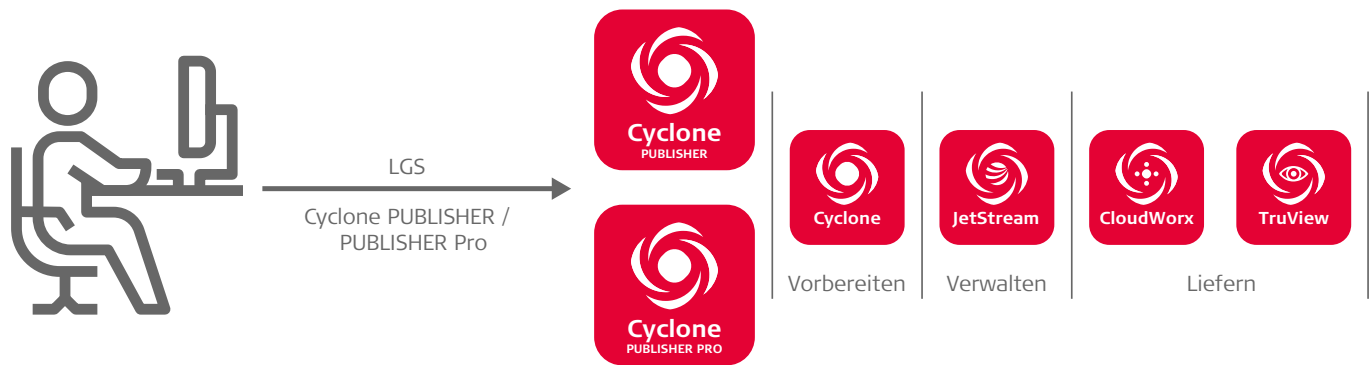 LGS
Cyclone PUBLISHER /
PUBLISHER Pro
Cyclone
PUBLISHER
Cyclone
PUBLISHER PRO
Cyclone
Vorbereiten
JetStream
Verwalten
CloudWorx
TruView
Liefern